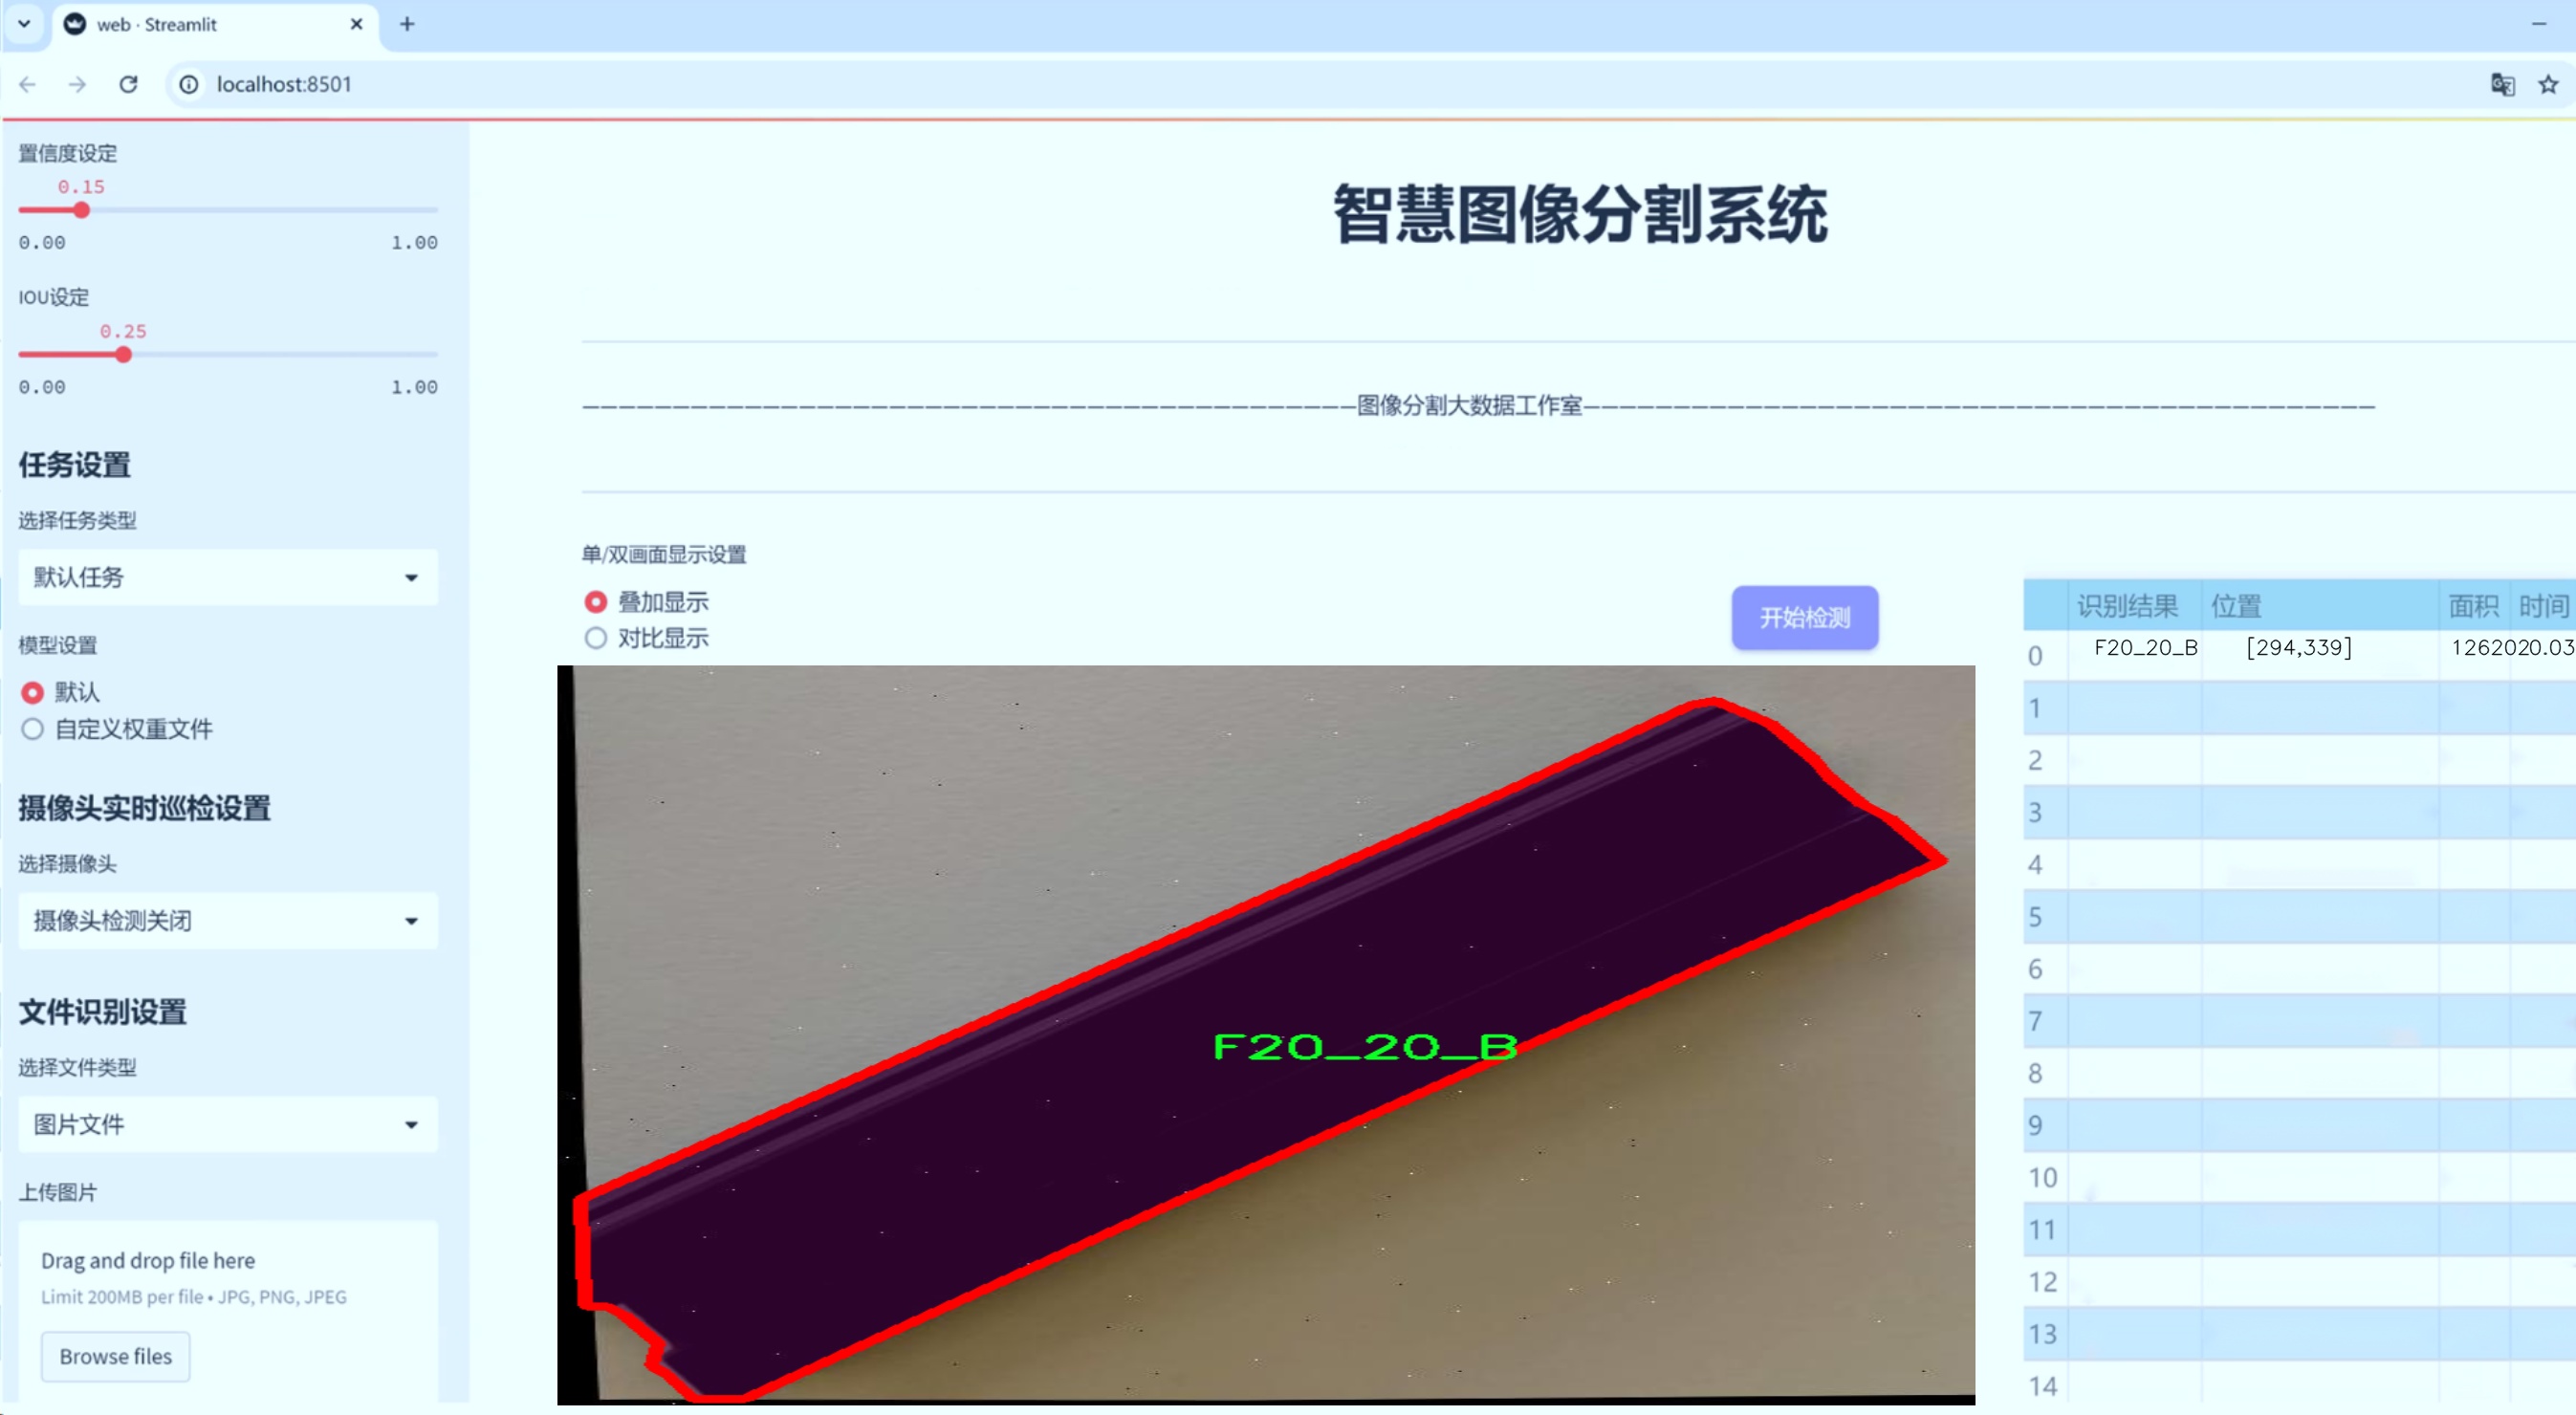 web · Streamlit
localhost:8501
置信度设定
0.15
0.00 1.00
IOU设定
0.25
0.00 1.00
任务设置
选择任务类型
默认任务
模型设置
默认
自定义权重文件
摄像头实时巡检设置
选择摄像头
摄像头检测关闭
文件识别设置
选择文件类型
图片文件
上传图片
Drag and drop file here
Limit 200MB per file • JPG, PNG, JPEG
Browse files
智慧图像分割系统
———————————————————————————————————————————图像分割大数据工作室————————————————————————————————————————————
单/双画面显示设置
叠加显示
对比显示
开始检测
F20_20_B
识别结果 位置 面积 时间
0 F20_20_B [294,339] 1262020.03
1
2
3
4
5
6
7
8
9
10
11
12
13
14